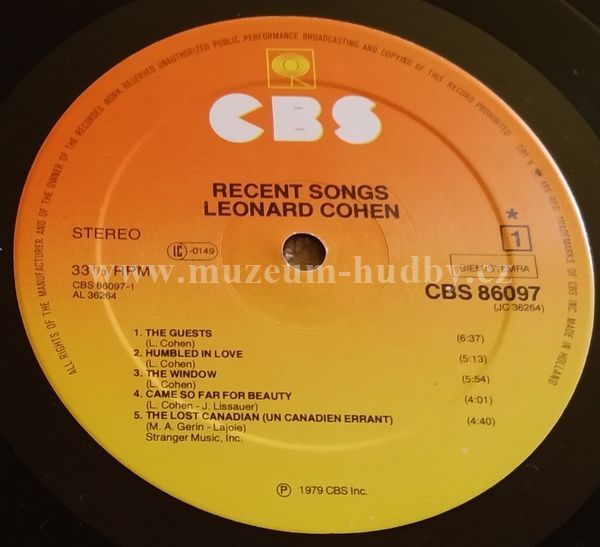 ALL RIGHTS OF THE MANUFACTURER AND OF THE OWNER OF THE RECORDED WORK RESERVED UNAUTHORIZED PUBLIC PERFORMANCE BROADCASTING AND COPYING OF THIS RECORD PROHIBITED
TRADEMARKS OF CBS INC. MADE IN HOLLAND
CBS
RECENT SONGS
LEONARD COHEN
STEREO
LC -0149
*
1
33⅓ RPM
BIEM/STEMRA
www.muzeum-hudby.cz
CBS 86097-1
AL 36264
CBS 86097
(JC 36264)
1. THE GUESTS (6:37)
(L. Cohen)
2. HUMBLED IN LOVE (5:13)
(L. Cohen)
3. THE WINDOW (5:54)
(L. Cohen)
4. CAME SO FAR FOR BEAUTY (4:01)
(L. Cohen - J. Lissauer)
5. THE LOST CANADIAN (UN CANADIEN ERRANT) (4:40)
(M. A. Gerin - Lajoie)
Stranger Music, Inc.
℗ 1979 CBS Inc.